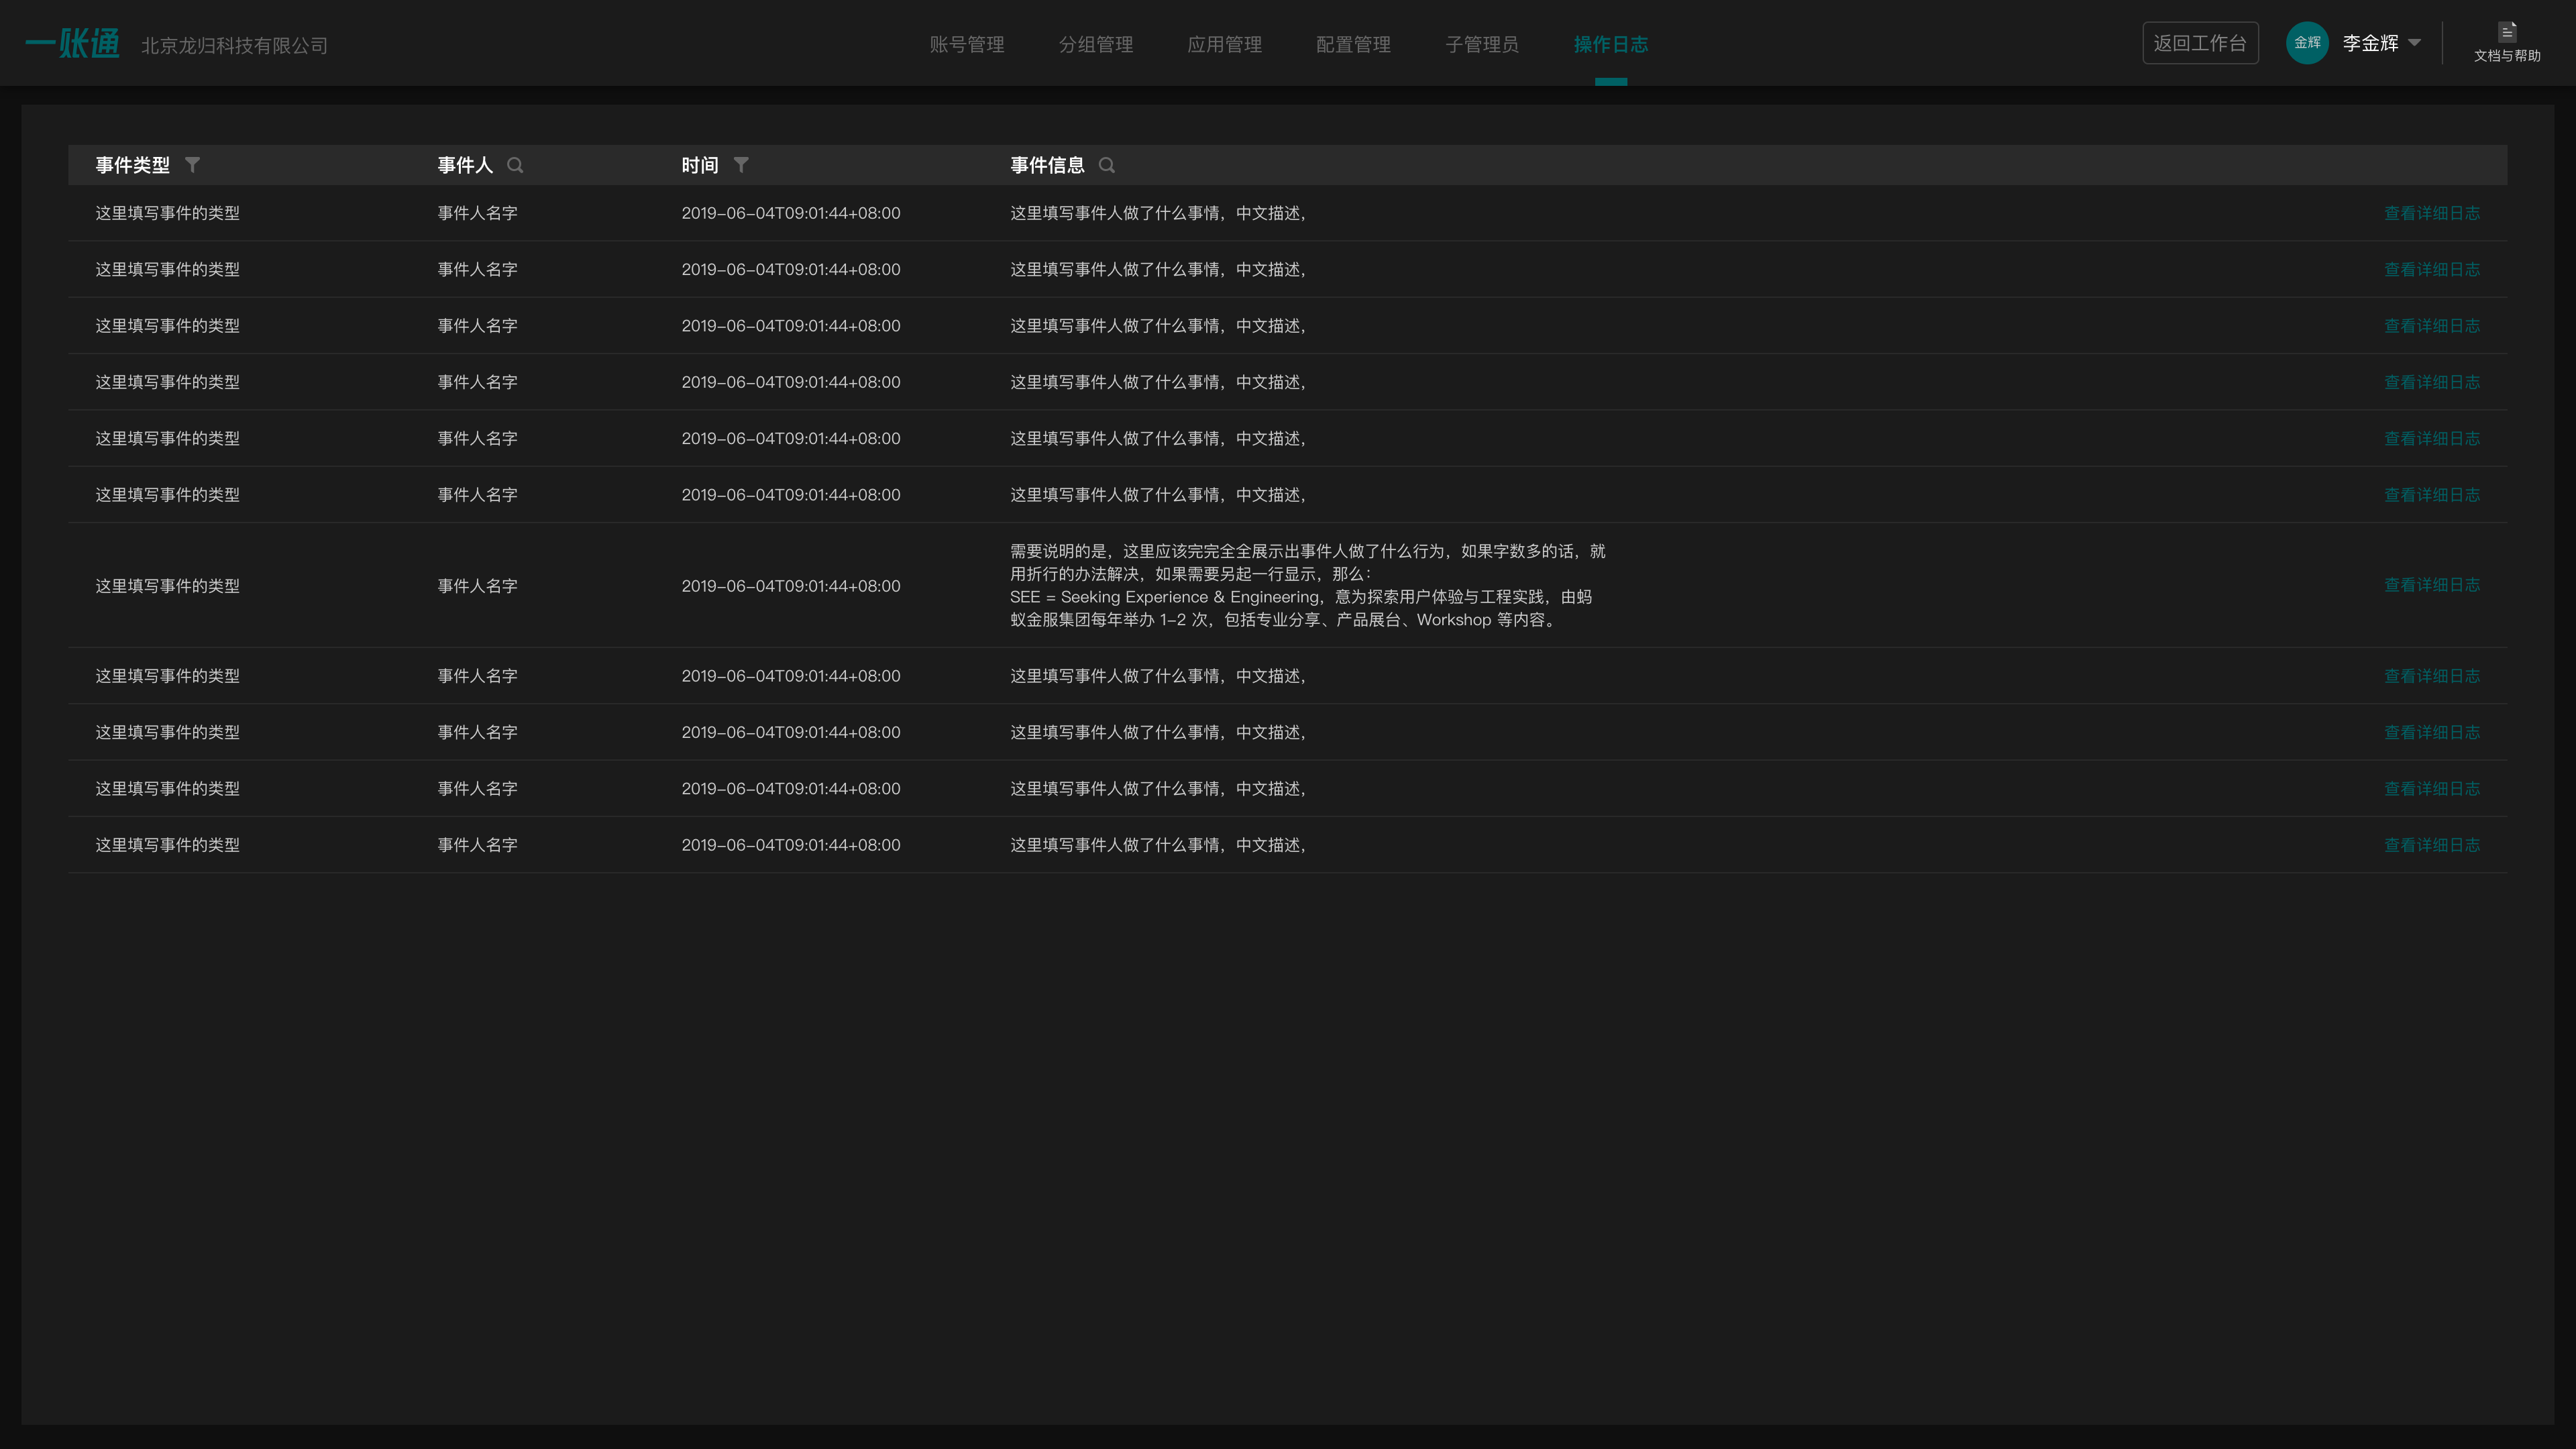 一账通 北京龙归科技有限公司 账号管理 分组管理 应用管理 配置管理 子管理员 操作日志 返回工作台 金辉 李金辉 文档与帮助
事件类型 事件人 时间 事件信息
这里填写事件的类型 事件人名字 2019-06-04T09:01:44+08:00 这里填写事件人做了什么事情，中文描述， 查看详细日志
这里填写事件的类型 事件人名字 2019-06-04T09:01:44+08:00 这里填写事件人做了什么事情，中文描述， 查看详细日志
这里填写事件的类型 事件人名字 2019-06-04T09:01:44+08:00 这里填写事件人做了什么事情，中文描述， 查看详细日志
这里填写事件的类型 事件人名字 2019-06-04T09:01:44+08:00 这里填写事件人做了什么事情，中文描述， 查看详细日志
这里填写事件的类型 事件人名字 2019-06-04T09:01:44+08:00 这里填写事件人做了什么事情，中文描述， 查看详细日志
这里填写事件的类型 事件人名字 2019-06-04T09:01:44+08:00 这里填写事件人做了什么事情，中文描述， 查看详细日志
这里填写事件的类型 事件人名字 2019-06-04T09:01:44+08:00
需要说明的是，这里应该完完全全展示出事件人做了什么行为，如果字数多的话，就
用折行的办法解决，如果需要另起一行显示，那么：
SEE = Seeking Experience & Engineering，意为探索用户体验与工程实践，由蚂
蚁金服集团每年举办 1-2 次，包括专业分享、产品展台、Workshop 等内容。
查看详细日志
这里填写事件的类型 事件人名字 2019-06-04T09:01:44+08:00 这里填写事件人做了什么事情，中文描述， 查看详细日志
这里填写事件的类型 事件人名字 2019-06-04T09:01:44+08:00 这里填写事件人做了什么事情，中文描述， 查看详细日志
这里填写事件的类型 事件人名字 2019-06-04T09:01:44+08:00 这里填写事件人做了什么事情，中文描述， 查看详细日志
这里填写事件的类型 事件人名字 2019-06-04T09:01:44+08:00 这里填写事件人做了什么事情，中文描述， 查看详细日志